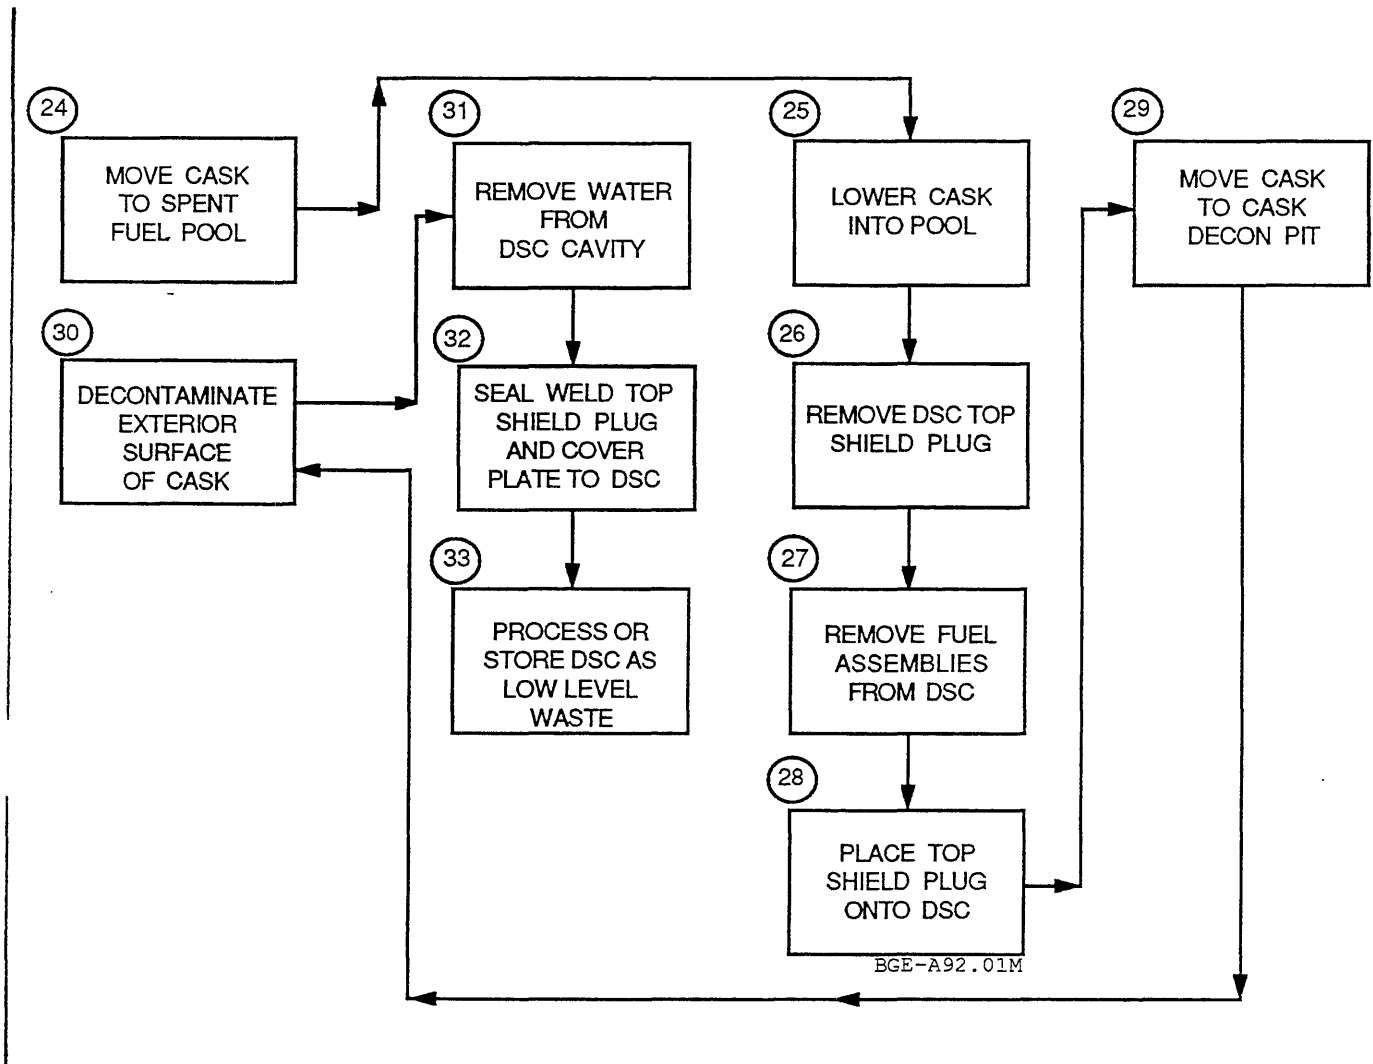 24
MOVE CASK
TO SPENT
FUEL POOL
31
REMOVE WATER
FROM
DSC CAVITY
25
LOWER CASK
INTO POOL
29
MOVE CASK
TO CASK
DECON PIT
30
DECONTAMINATE
EXTERIOR
SURFACE
OF CASK
32
SEAL WELD TOP
SHIELD PLUG
AND COVER
PLATE TO DSC
26
REMOVE DSC TOP
SHIELD PLUG
33
PROCESS OR
STORE DSC AS
LOW LEVEL
WASTE
27
REMOVE FUEL
ASSEMBLIES
FROM DSC
28
PLACE TOP
SHIELD PLUG
ONTO DSC
BGE-A92.01M